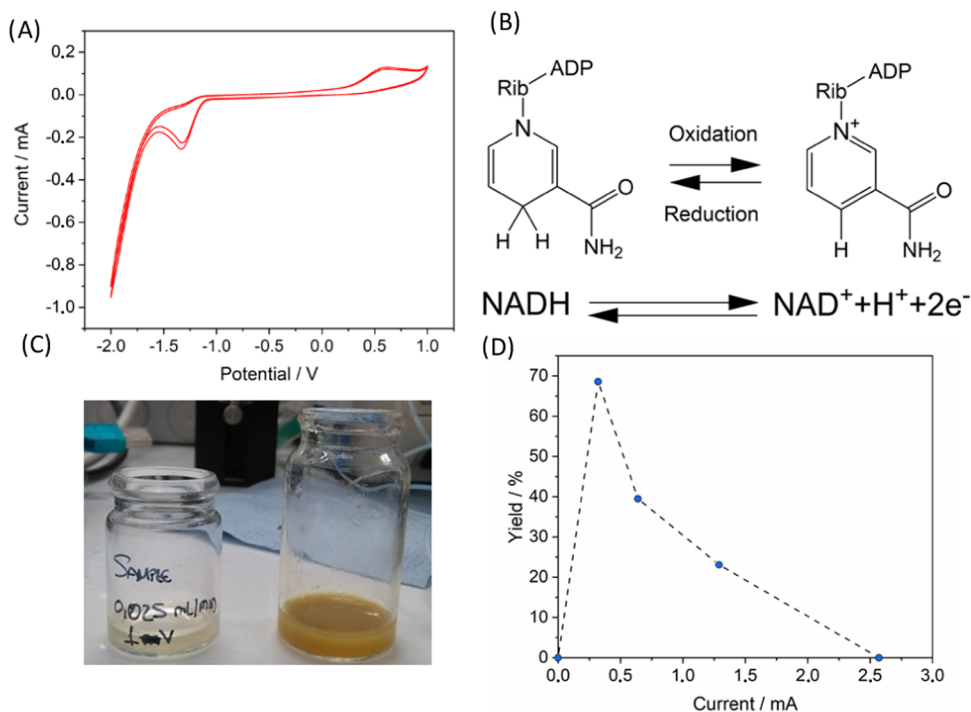 (A)
0.2
0.0
-0.2
-0.4
-0.6
-0.8
-1.0
Current / mA
-2.0 -1.5 -1.0 -0.5 0.0 0.5 1.0
Potential / V
(B)
Rib ADP
N
O
NH₂
H H
Oxidation
Reduction
Rib ADP
N⁺
O
NH₂
H
NADH NAD⁺+H⁺+2e⁻
(C)
SAMPLE
0,1025 mL/min
V
(D)
70
60
50
40
30
20
10
0
Yield / %
0.0 0.5 1.0 1.5 2.0 2.5 3.0
Current / mA